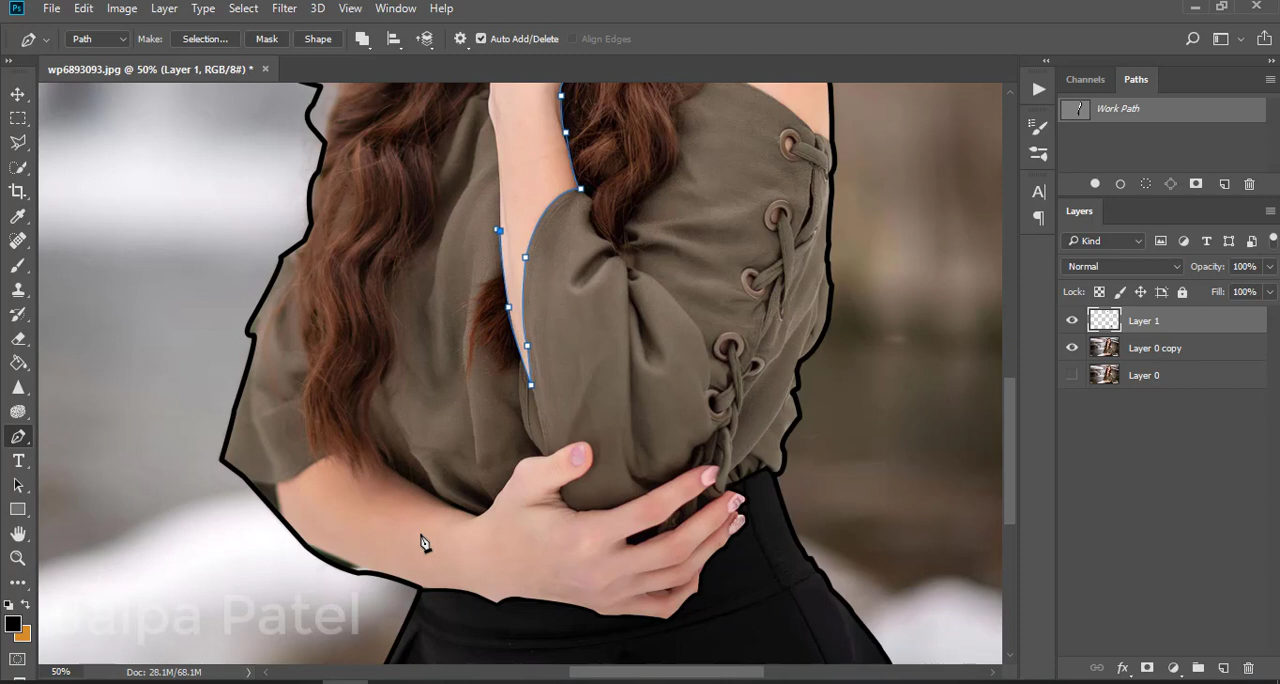 Ps File Edit Image Layer Type Select Filter 3D View Window Help
Path Make: Selection... Mask Shape Auto Add/Delete Align Edges
wp6893093.jpg @ 50% (Layer 1, RGB/8#) * ×
Channels Paths
Work Path
Layers
Kind
Normal Opacity: 100%
Lock: Fill: 100%
Layer 1
Layer 0 copy
Layer 0
Patel
50% Doc: 28.1M/68.1M